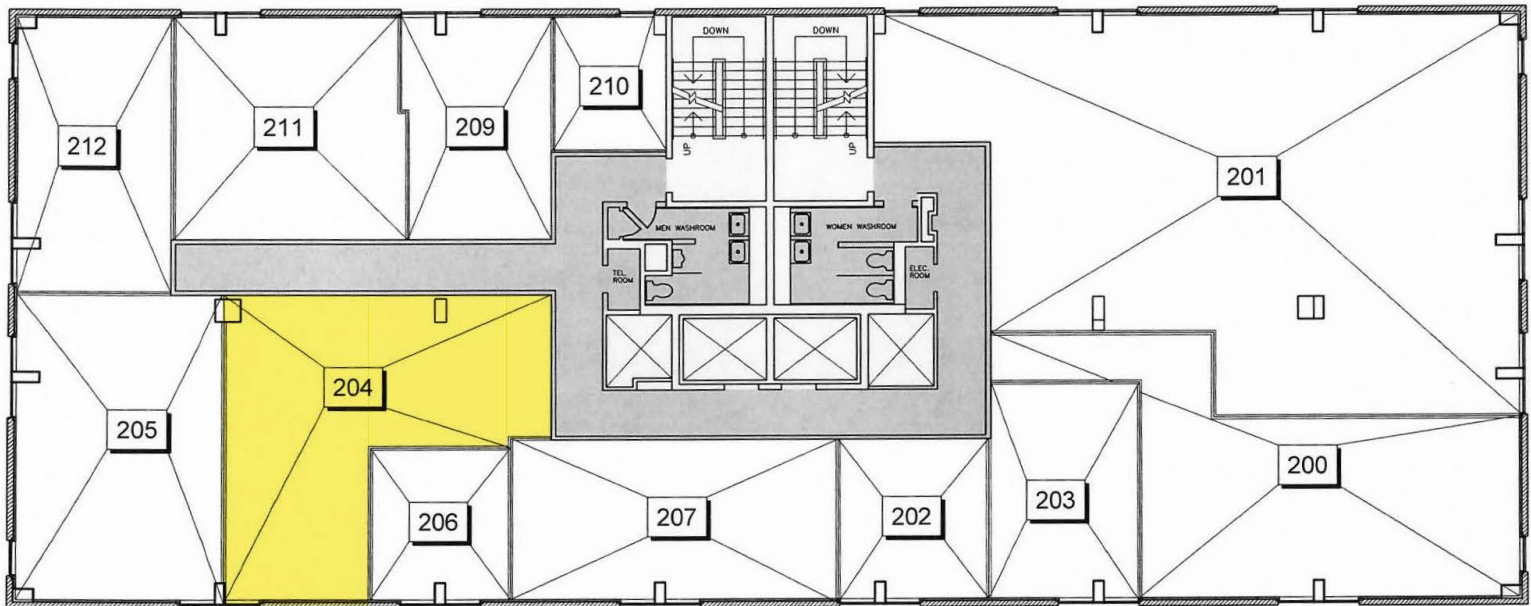 DOWN
DOWN
210
211
209
212
UP
UP
201
MEN WASHROOM
WOMEN WASHROOM
TEL.
ROOM
ELEC.
ROOM
204
205
200
203
206
207
202